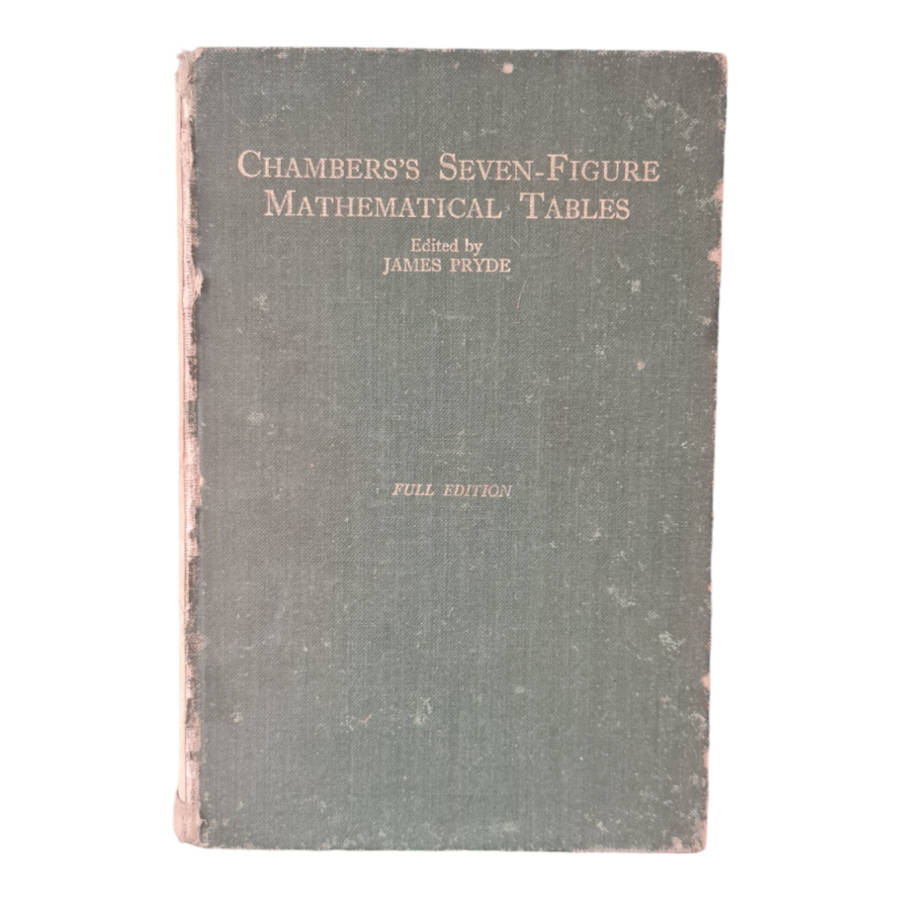 CHAMBERS'S SEVEN-FIGURE
MATHEMATICAL TABLES
Edited by
JAMES PRYDE
FULL EDITION